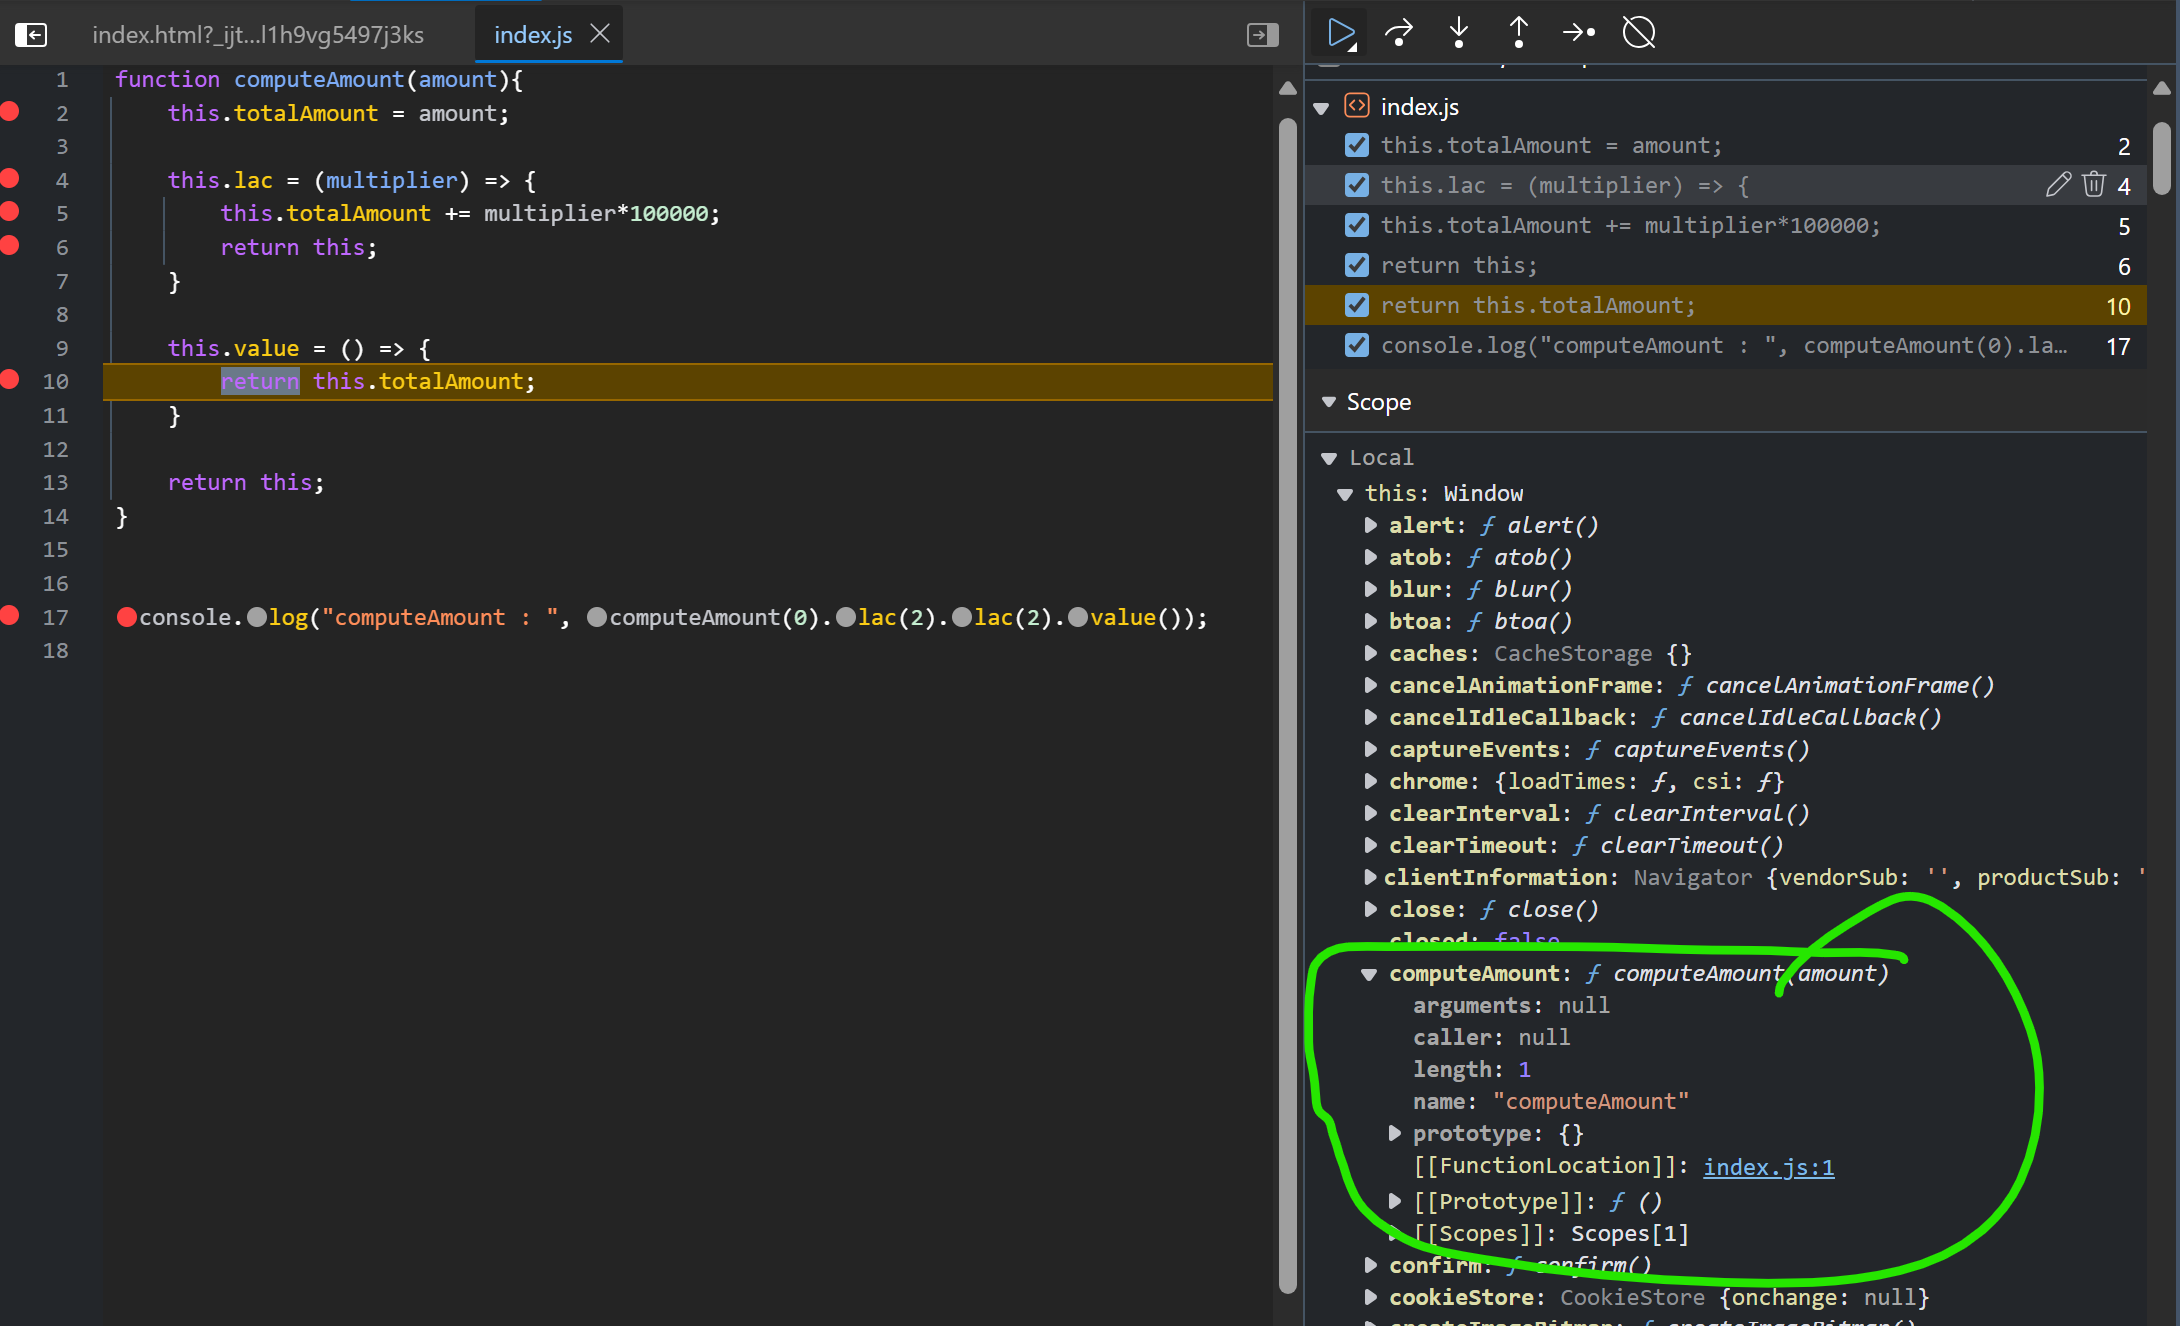 index.html?_ijt...l1h9vg5497j3ks
index.js
1 function computeAmount(amount){
2 this.totalAmount = amount;
3
4 this.lac = (multiplier) => {
5 this.totalAmount += multiplier*100000;
6 return this;
7 }
8
9 this.value = () => {
10 return this.totalAmount;
11 }
12
13 return this;
14 }
15
16
17 console.log("computeAmount : ", computeAmount(0).lac(2).lac(2).value());
18
index.js
this.totalAmount = amount; 2
this.lac = (multiplier) => { 4
this.totalAmount += multiplier*100000; 5
return this; 6
return this.totalAmount; 10
console.log("computeAmount : ", computeAmount(0).la… 17
Scope
Local
this: Window
alert: ƒ alert()
atob: ƒ atob()
blur: ƒ blur()
btoa: ƒ btoa()
caches: CacheStorage {}
cancelAnimationFrame: ƒ cancelAnimationFrame()
cancelIdleCallback: ƒ cancelIdleCallback()
captureEvents: ƒ captureEvents()
chrome: {loadTimes: ƒ, csi: ƒ}
clearInterval: ƒ clearInterval()
clearTimeout: ƒ clearTimeout()
clientInformation: Navigator {vendorSub: '', productSub: '
close: ƒ close()
closed: false
computeAmount: ƒ computeAmount(amount)
arguments: null
caller: null
length: 1
name: "computeAmount"
prototype: {}
[[FunctionLocation]]: index.js:1
[[Prototype]]: ƒ ()
[[Scopes]]: Scopes[1]
confirm: ƒ confirm()
cookieStore: CookieStore {onchange: null}
createImageBitmap: ƒ createImageBitmap()